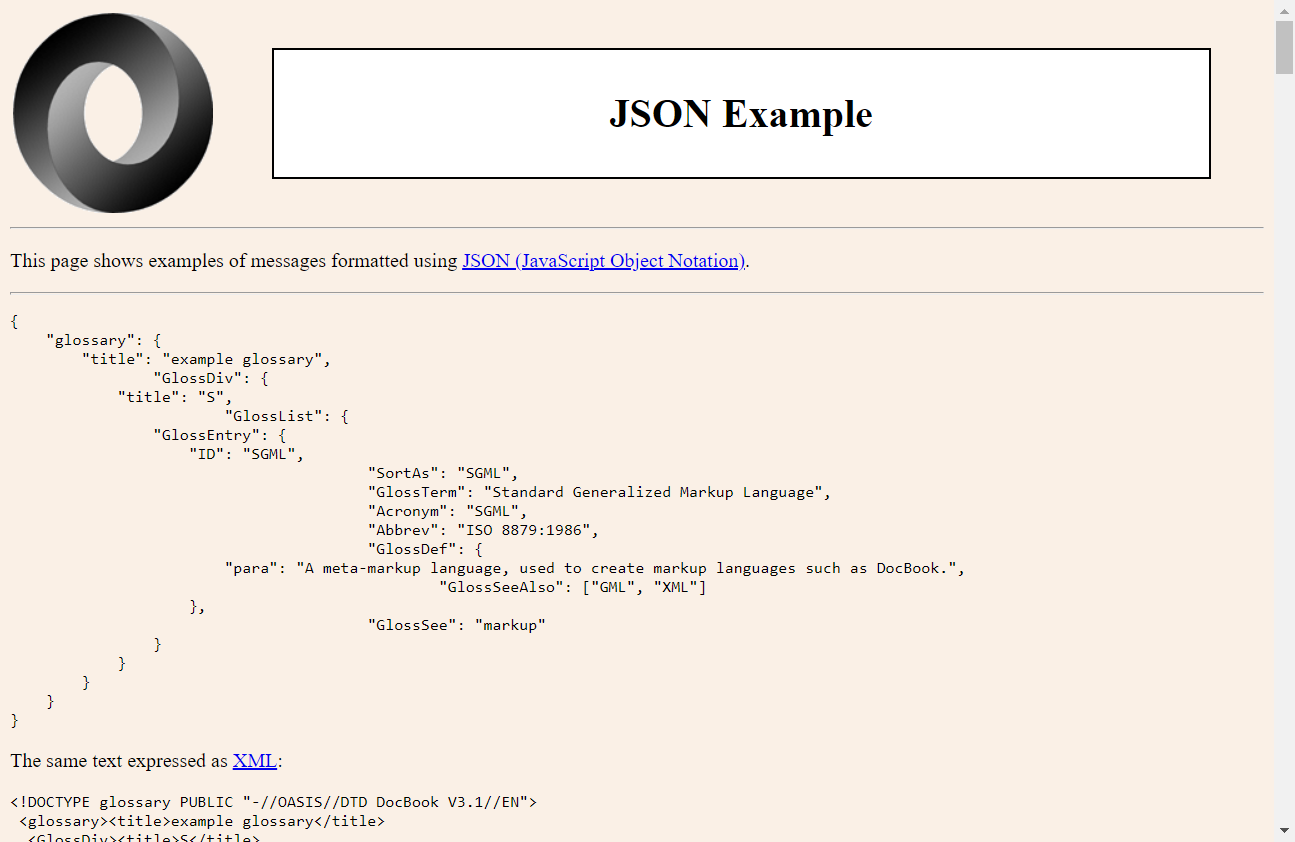 JSON Example
This page shows examples of messages formatted using JSON (JavaScript Object Notation).
{
    "glossary": {
        "title": "example glossary",
                "GlossDiv": {
            "title": "S",
                        "GlossList": {
                "GlossEntry": {
                    "ID": "SGML",
                                        "SortAs": "SGML",
                                        "GlossTerm": "Standard Generalized Markup Language",
                                        "Acronym": "SGML",
                                        "Abbrev": "ISO 8879:1986",
                                        "GlossDef": {
                        "para": "A meta-markup language, used to create markup languages such as DocBook.",
                                                "GlossSeeAlso": ["GML", "XML"]
                    },
                                        "GlossSee": "markup"
                }
            }
        }
    }
}
The same text expressed as XML:
<!DOCTYPE glossary PUBLIC "-//OASIS//DTD DocBook V3.1//EN">
 <glossary><title>example glossary</title>
  <GlossDiv><title>S</title>